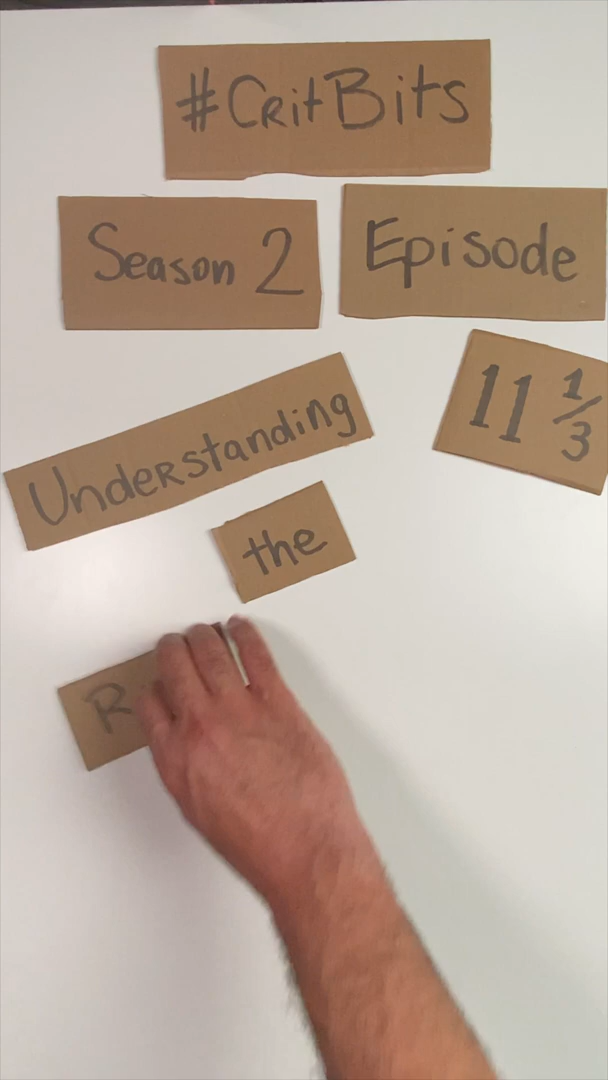 #CritBits
Season 2 Episode
11 1/3
Understanding
the